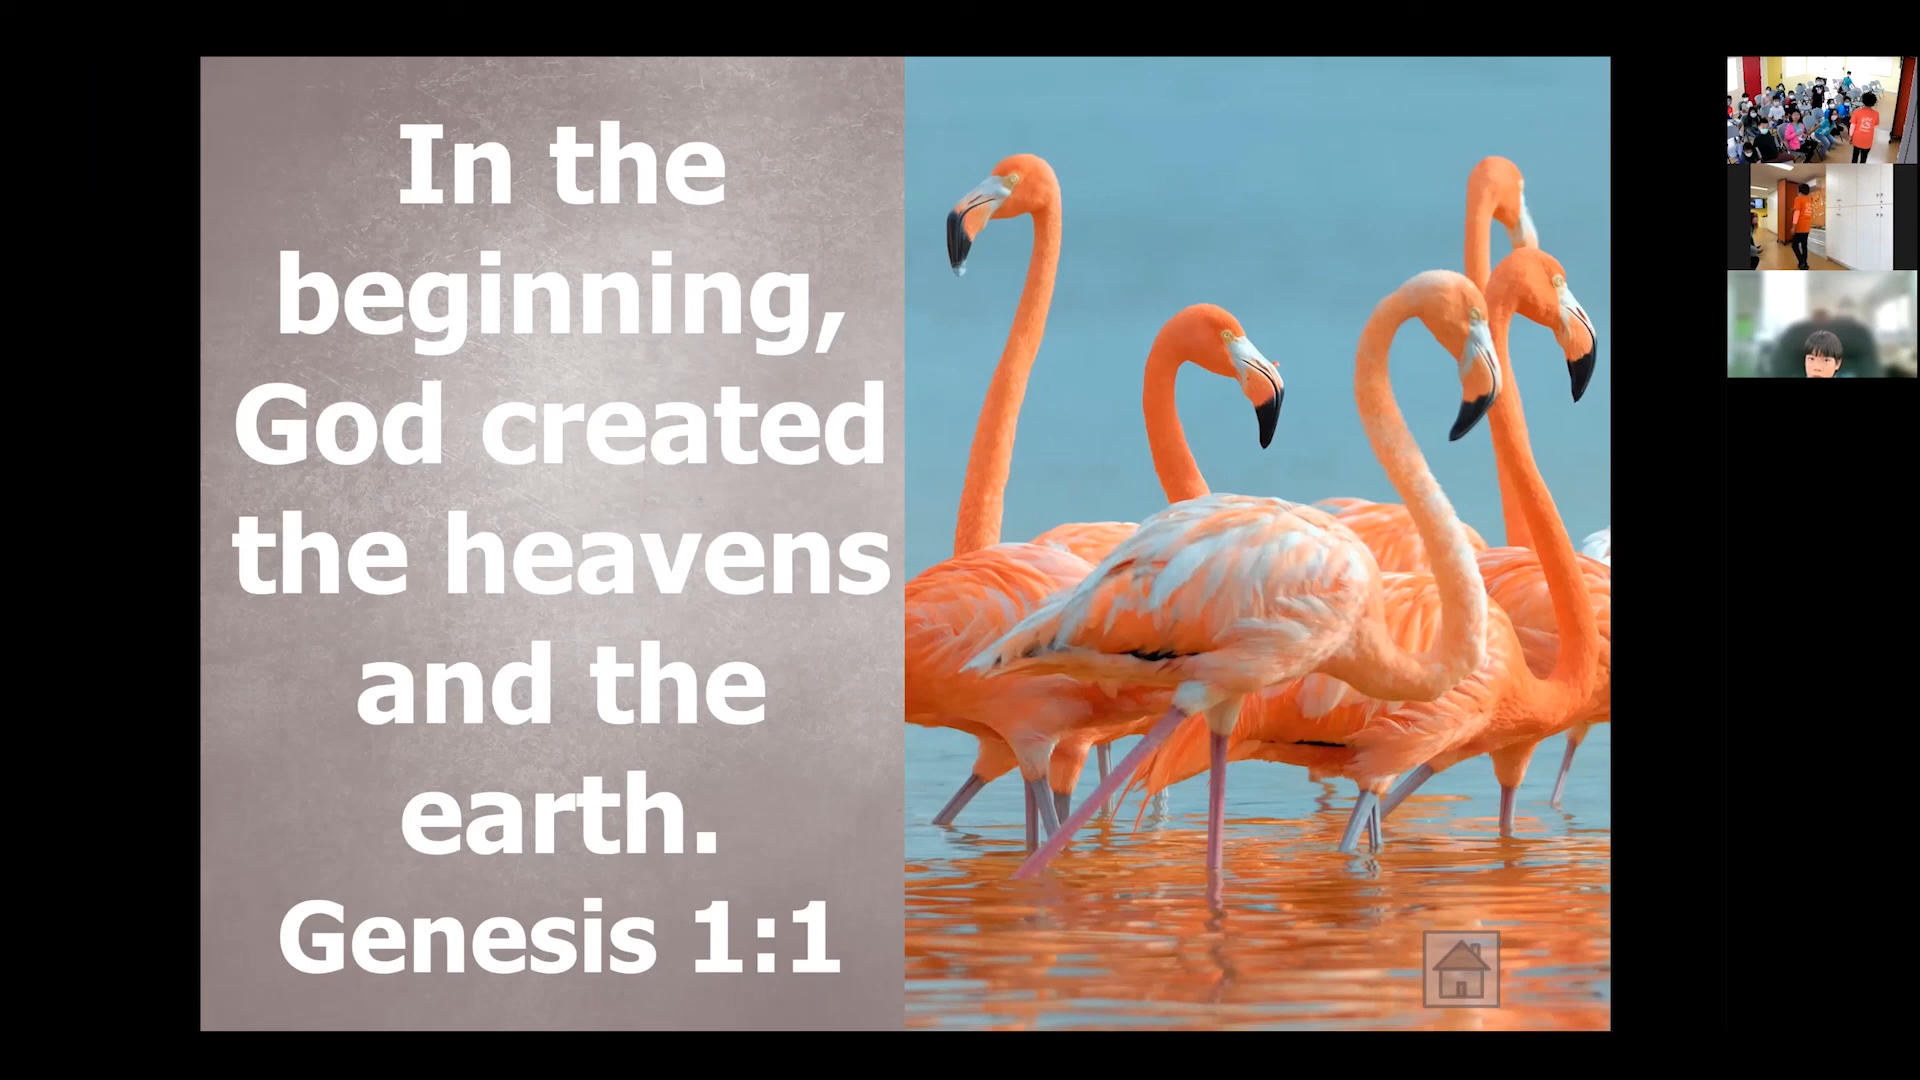 In the
beginning,
God created
the heavens
and the
earth.
Genesis 1:1